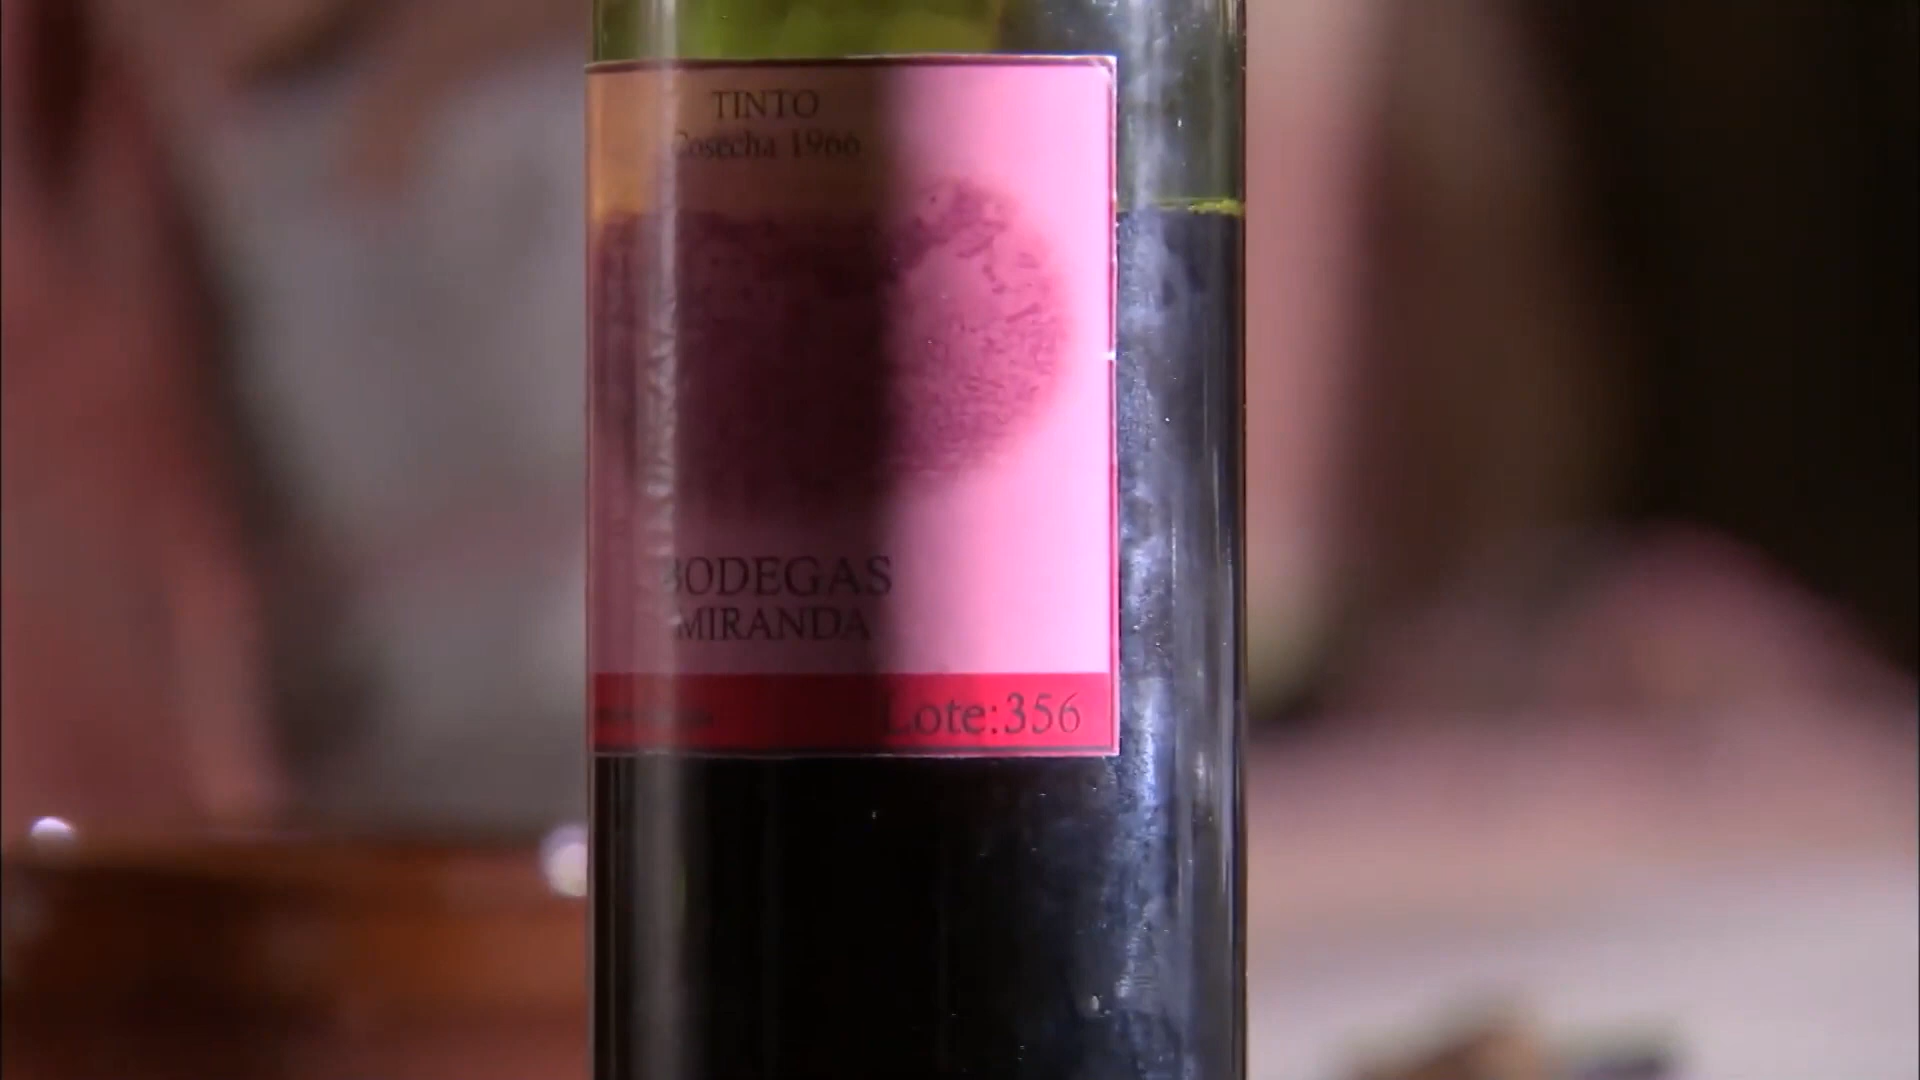 TINTO
Cosecha 1966
BODEGAS
MIRANDA
Lote:356